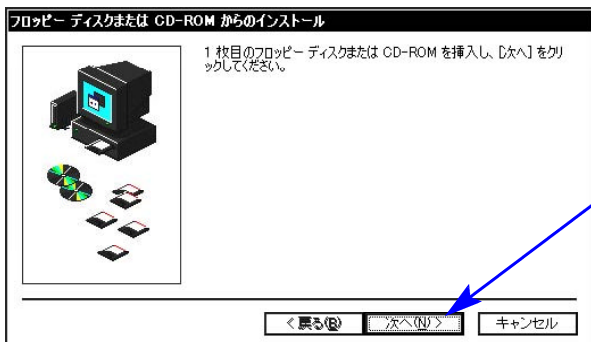 フロッピー ディスクまたは CD-ROM からのインストール
1 枚目のフロッピー ディスクまたは CD-ROM を挿入し、[次へ] をクリ
ックしてください。
< 戻る(B)
次へ(N) >
キャンセル